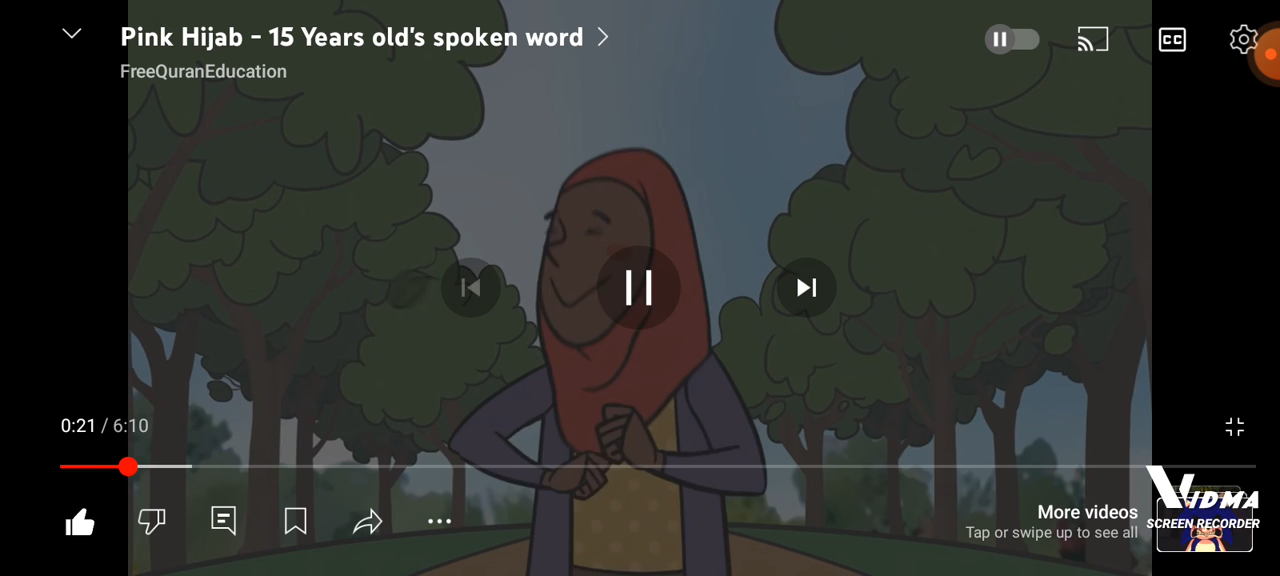 Pink Hijab - 15 Years old's spoken word
FreeQuranEducation
CC
0:21 / 6:10
More videos
Tap or swipe up to see all
VIDMA
SCREEN RECORDER